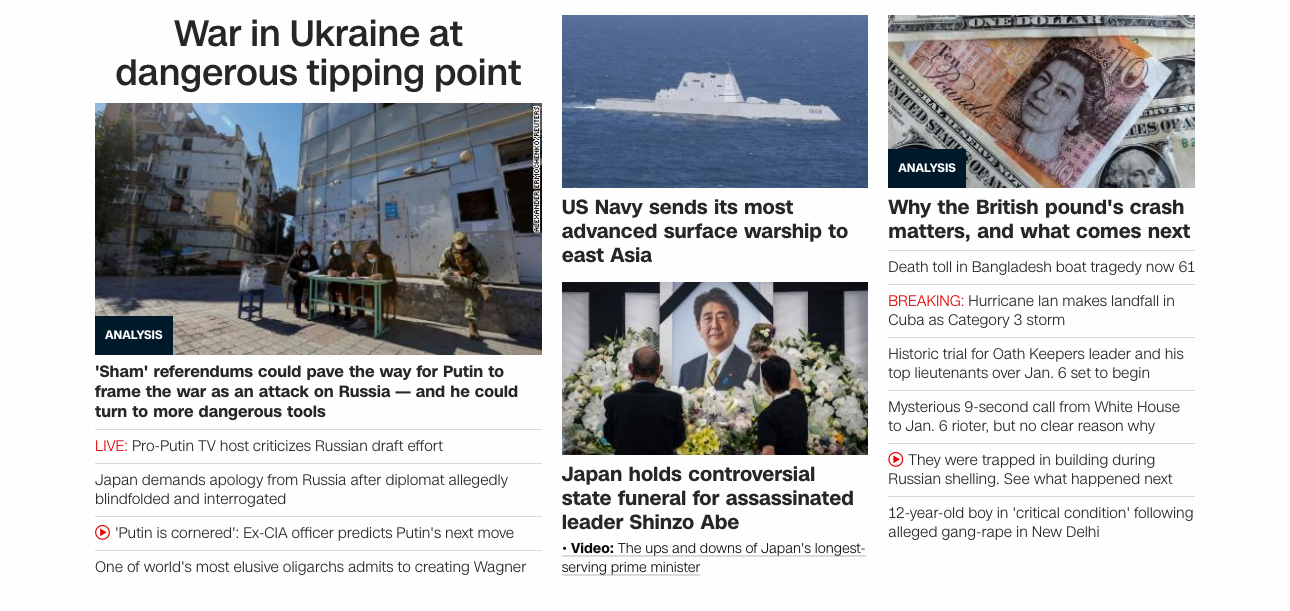 War in Ukraine at
dangerous tipping point
ALEXANDER ERMOCHENKO/REUTERS
ANALYSIS
'Sham' referendums could pave the way for Putin to
frame the war as an attack on Russia — and he could
turn to more dangerous tools
LIVE: Pro-Putin TV host criticizes Russian draft effort
Japan demands apology from Russia after diplomat allegedly
blindfolded and interrogated
'Putin is cornered': Ex-CIA officer predicts Putin's next move
One of world's most elusive oligarchs admits to creating Wagner
US Navy sends its most
advanced surface warship to
east Asia
Japan holds controversial
state funeral for assassinated
leader Shinzo Abe
• Video: The ups and downs of Japan's longest-
serving prime minister
ONE DOLLAR
Ten
Pounds
10
ANALYSIS
Why the British pound's crash
matters, and what comes next
Death toll in Bangladesh boat tragedy now 61
BREAKING: Hurricane Ian makes landfall in
Cuba as Category 3 storm
Historic trial for Oath Keepers leader and his
top lieutenants over Jan. 6 set to begin
Mysterious 9-second call from White House
to Jan. 6 rioter, but no clear reason why
They were trapped in building during
Russian shelling. See what happened next
12-year-old boy in 'critical condition' following
alleged gang-rape in New Delhi